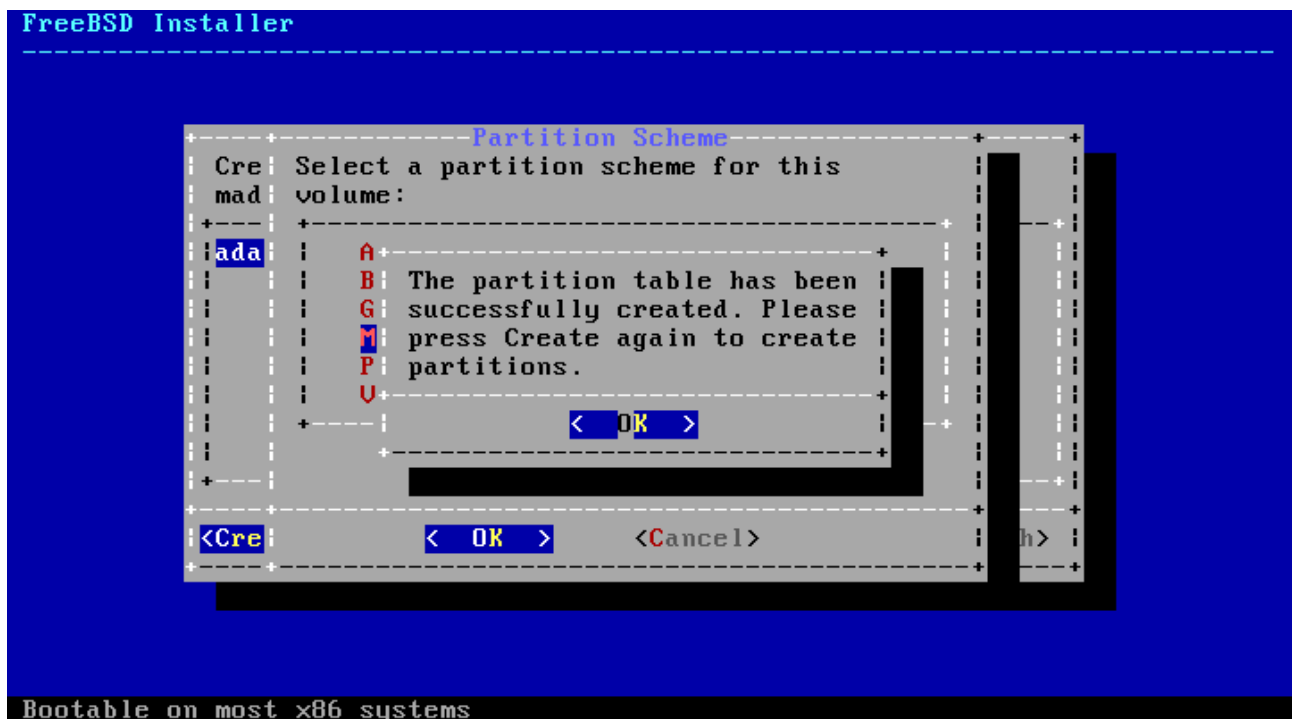 FreeBSD Installer
Partition Scheme
Cre Select a partition scheme for this
mad volume:
ada A
B The partition table has been
G successfully created. Please
M press Create again to create
P partitions.
V
< OK >
<Cre < OK > <Cancel> h>
Bootable on most x86 systems